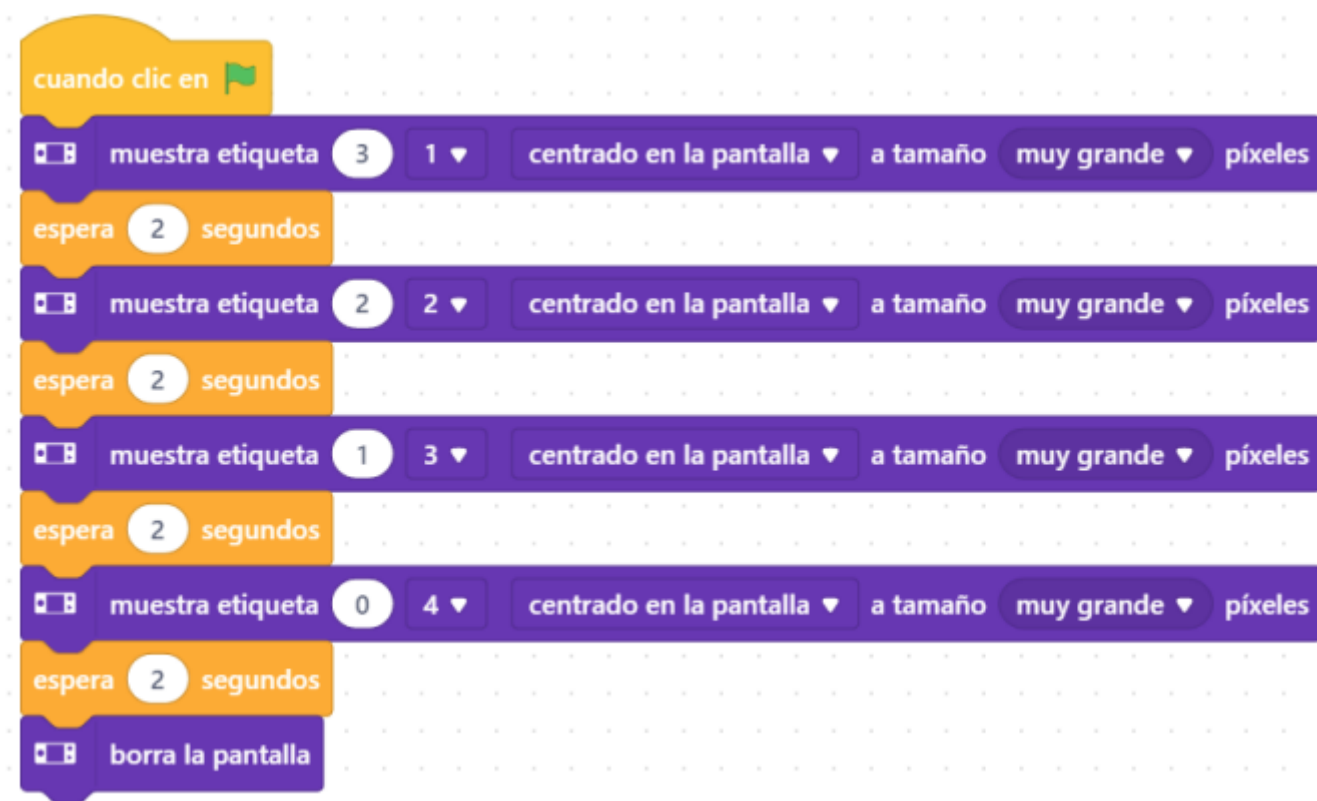 cuando clic en
muestra etiqueta 3 1 centrado en la pantalla a tamaño muy grande píxeles
espera 2 segundos
muestra etiqueta 2 2 centrado en la pantalla a tamaño muy grande píxeles
espera 2 segundos
muestra etiqueta 1 3 centrado en la pantalla a tamaño muy grande píxeles
espera 2 segundos
muestra etiqueta 0 4 centrado en la pantalla a tamaño muy grande píxeles
espera 2 segundos
borra la pantalla